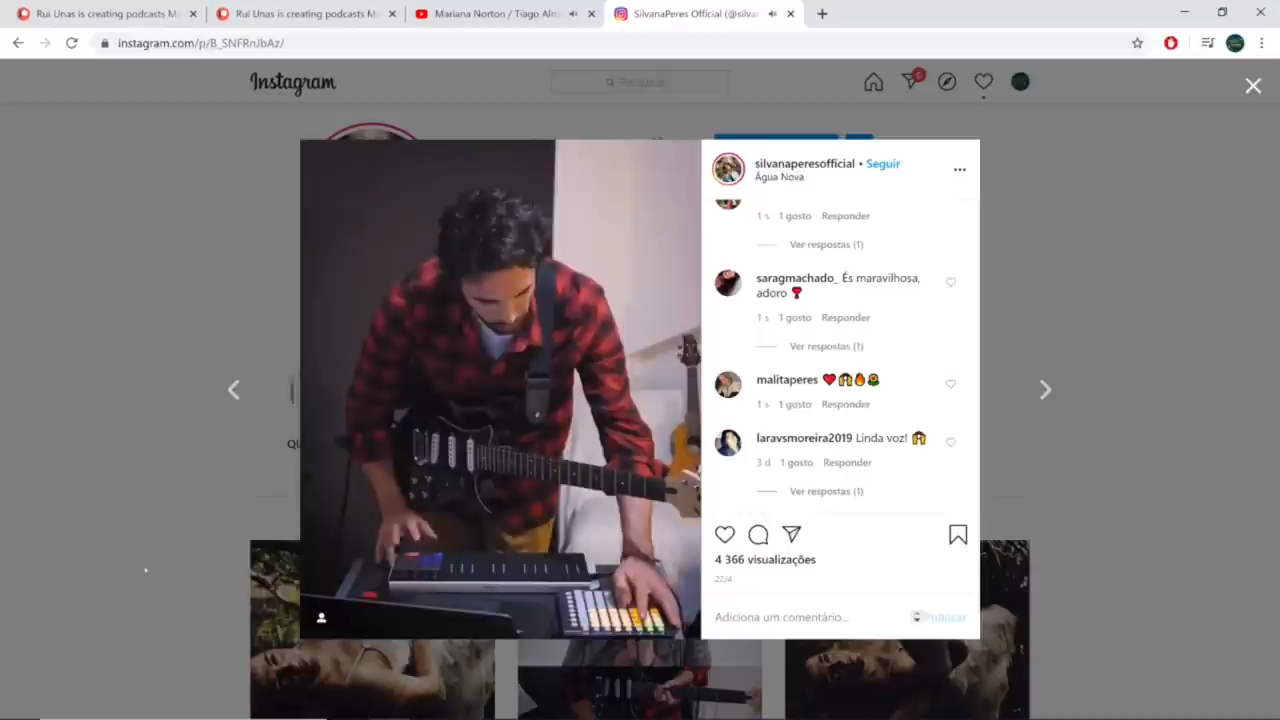 Rui Unas is creating podcasts M
Rui Unas is creating podcasts M
Mariana Norton / Tiago
SilvanaPeres Official (@silva
instagram.com/p/B_SNFRnJbAz/
Instagram
Pesquisar
silvanaperesofficial • Seguir
Água Nova
1 s 1 gosto Responder
Ver respostas (1)
saragmachado_ És maravilhosa,
adoro
1 s 1 gosto Responder
Ver respostas (1)
malitaperes
1 s 1 gosto Responder
laravsmoreira2019 Linda voz!
3 d 1 gosto Responder
Ver respostas (1)
QU
4 366 visualizações
22/4
Adiciona um comentário... Publicar